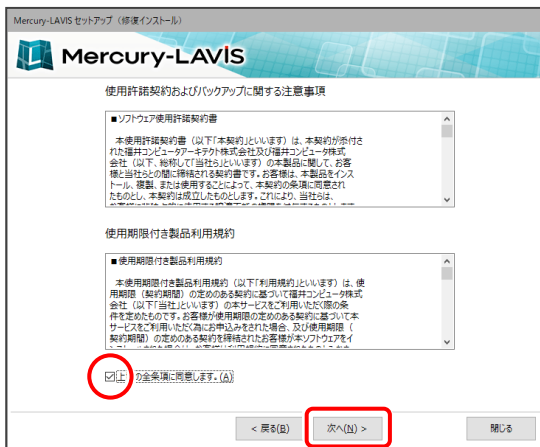 Mercury-LAVIS セットアップ（修復インストール）
Mercury-LAVIS
使用許諾契約およびバックアップに関する注意事項
■ソフトウェア使用許諾契約書
本使用許諾契約書（以下「本契約」といいます）は、本契約が添付さ
れた福井コンピュータアーキテクト株式会社及び福井コンピュータ株式
会社（以下、総称して「当社ら」といいます）の本製品に関して、お客
様と当社らとの間に締結される契約書です。お客様は、本製品をインス
トール、複製、または使用することによって、本契約の条項に同意され
たものとし、本契約は成立したものとします。これにより、当社らは、
使用期限付き製品利用規約
■使用期限付き製品利用規約
本使用期限付き製品利用規約（以下「利用規約」といいます）は、使
用期限（契約期間）の定めのある契約に基づいて福井コンピュータ株式
会社（以下「当社」といいます）の本サービスをご利用いただく際の条
件を定めたものです。お客様が使用期限の定めのある契約に基づいて本
サービスをご利用いただく為にお申込みをされた場合、及び使用期限（
契約期間）の定めのある契約を締結されたお客様が本ソフトウェアをイ
の全条項に同意します。(A)
< 戻る(B) 次へ(N) > 閉じる